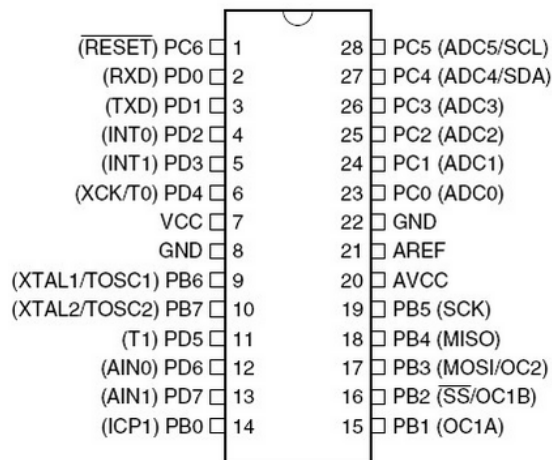 (RESET) PC6 1 28 PC5 (ADC5/SCL)
(RXD) PD0 2 27 PC4 (ADC4/SDA)
(TXD) PD1 3 26 PC3 (ADC3)
(INT0) PD2 4 25 PC2 (ADC2)
(INT1) PD3 5 24 PC1 (ADC1)
(XCK/T0) PD4 6 23 PC0 (ADC0)
VCC 7 22 GND
GND 8 21 AREF
(XTAL1/TOSC1) PB6 9 20 AVCC
(XTAL2/TOSC2) PB7 10 19 PB5 (SCK)
(T1) PD5 11 18 PB4 (MISO)
(AIN0) PD6 12 17 PB3 (MOSI/OC2)
(AIN1) PD7 13 16 PB2 (SS/OC1B)
(ICP1) PB0 14 15 PB1 (OC1A)